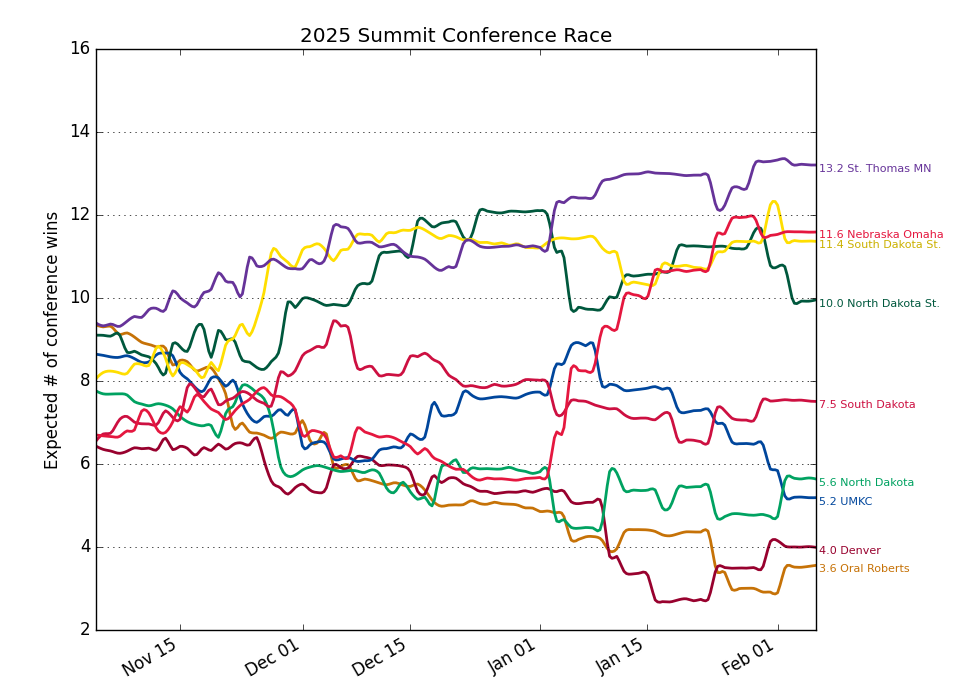 2025 Summit Conference Race
Expected # of conference wins
16
14
12
10
8
6
4
2
13.2 St. Thomas MN
11.6 Nebraska Omaha
11.4 South Dakota St.
10.0 North Dakota St.
7.5 South Dakota
5.6 North Dakota
5.2 UMKC
4.0 Denver
3.6 Oral Roberts
Nov 15
Dec 01
Dec 15
Jan 01
Jan 15
Feb 01